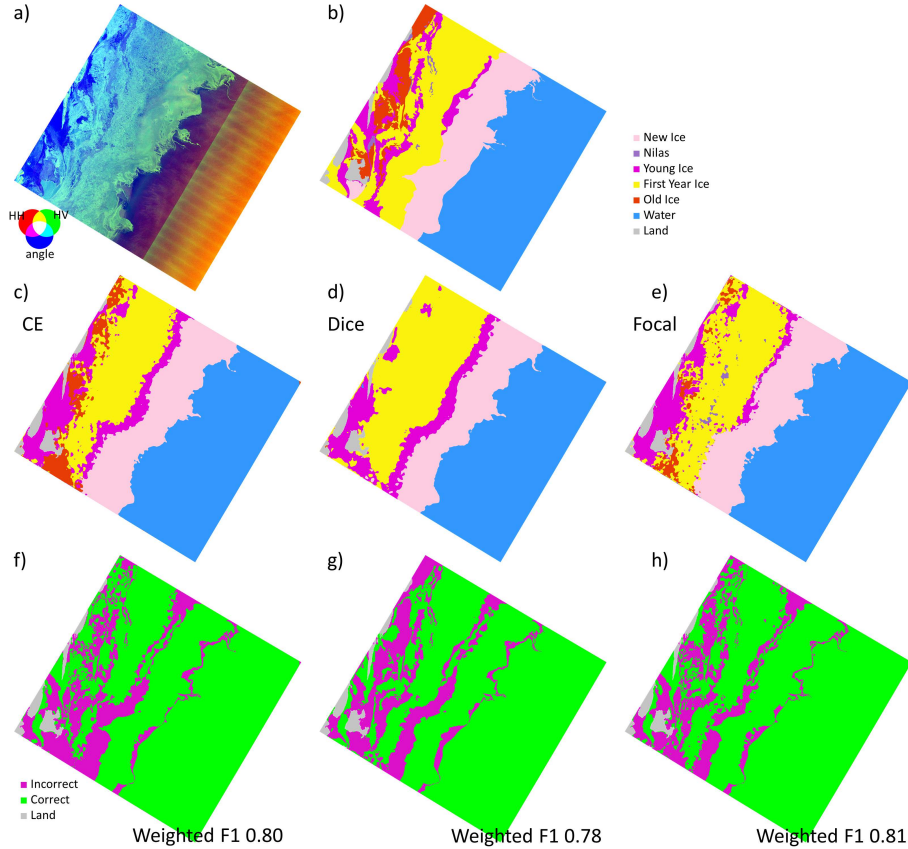 a)
b)
HH
HV
angle
New Ice
Nilas
Young Ice
First Year Ice
Old Ice
Water
Land
c)
CE
d)
Dice
e)
Focal
f)
g)
h)
Incorrect
Correct
Land
Weighted F1 0.80
Weighted F1 0.78
Weighted F1 0.81